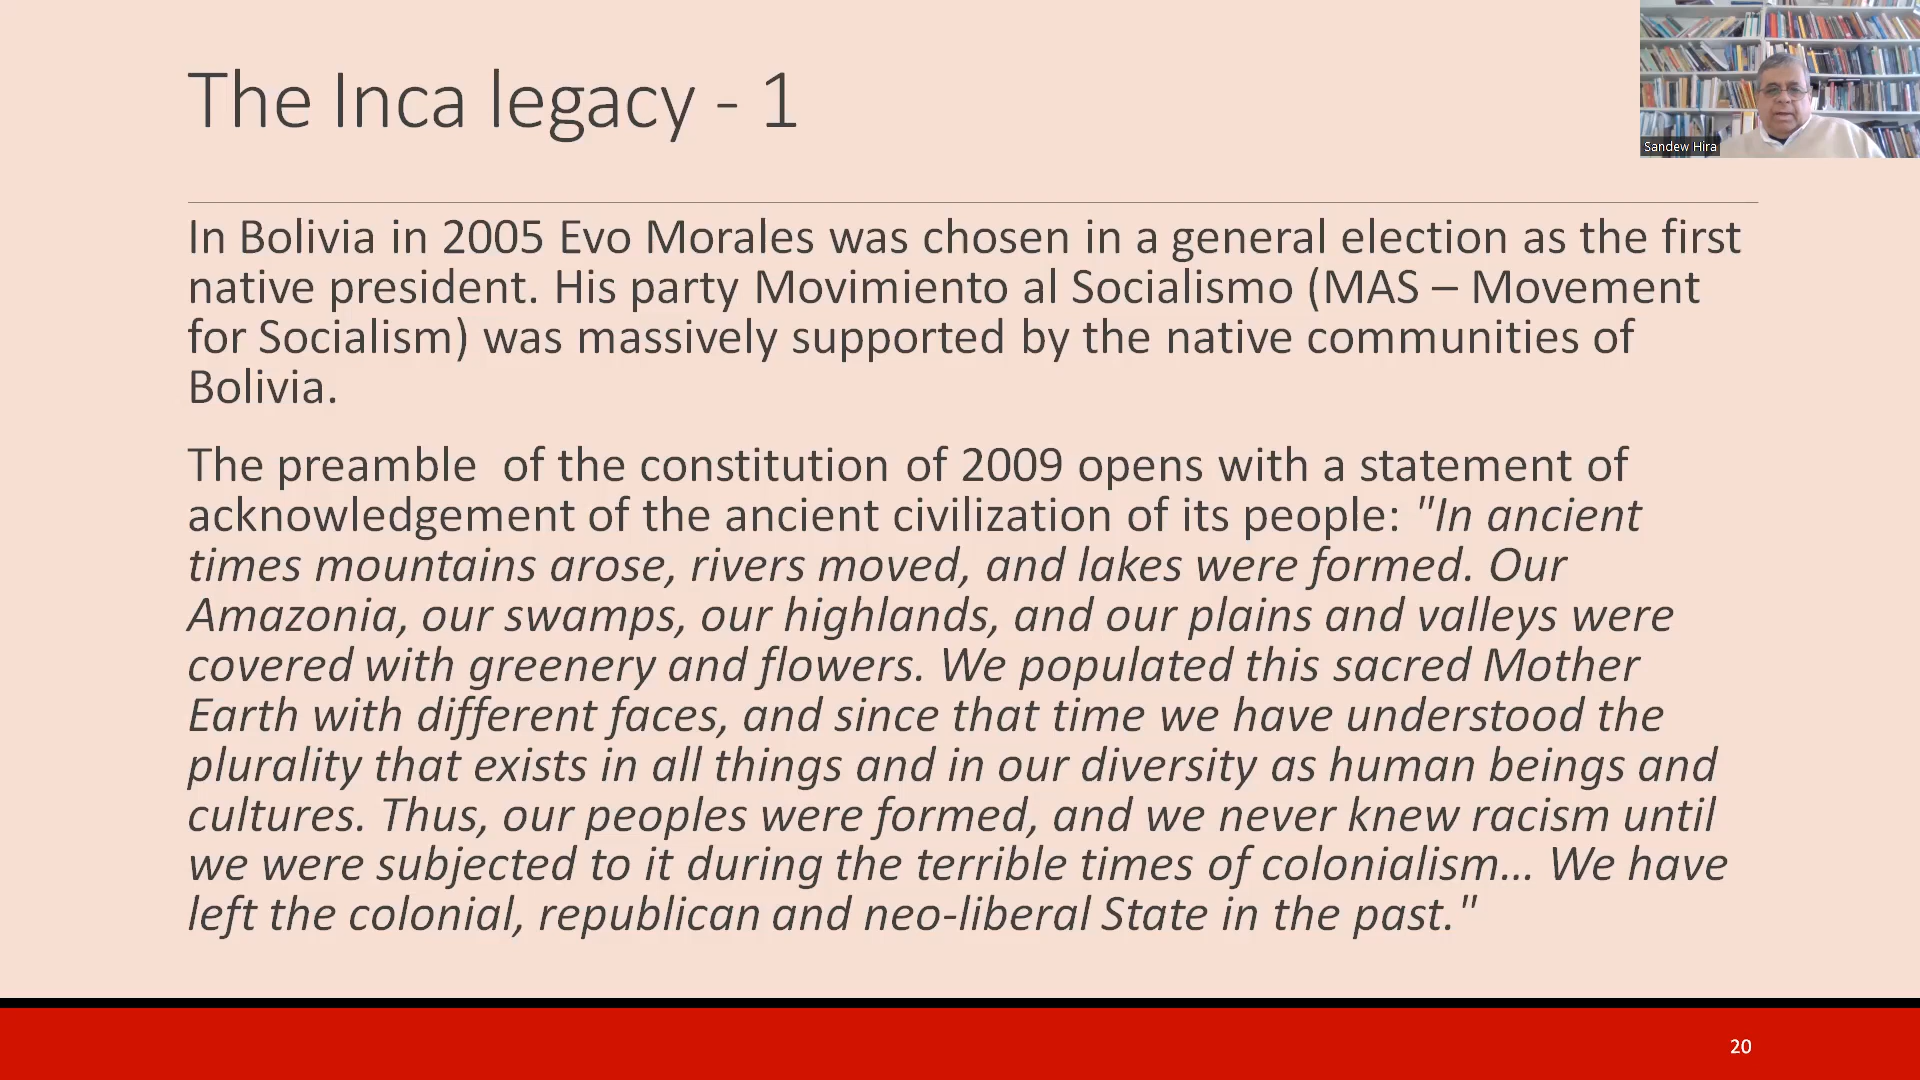 The Inca legacy - 1
Sandew Hira
In Bolivia in 2005 Evo Morales was chosen in a general election as the first
native president. His party Movimiento al Socialismo (MAS – Movement
for Socialism) was massively supported by the native communities of
Bolivia.
The preamble  of the constitution of 2009 opens with a statement of
acknowledgement of the ancient civilization of its people: "In ancient
times mountains arose, rivers moved, and lakes were formed. Our
Amazonia, our swamps, our highlands, and our plains and valleys were
covered with greenery and flowers. We populated this sacred Mother
Earth with different faces, and since that time we have understood the
plurality that exists in all things and in our diversity as human beings and
cultures. Thus, our peoples were formed, and we never knew racism until
we were subjected to it during the terrible times of colonialism... We have
left the colonial, republican and neo-liberal State in the past."
20